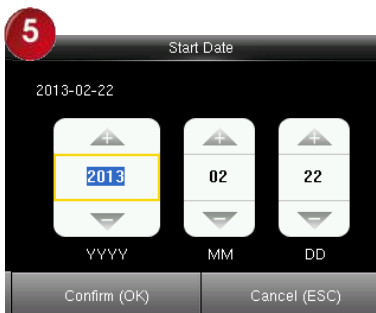 5
Start Date
2013-02-22
2013 02 22
YYYY MM DD
Confirm (OK) Cancel (ESC)